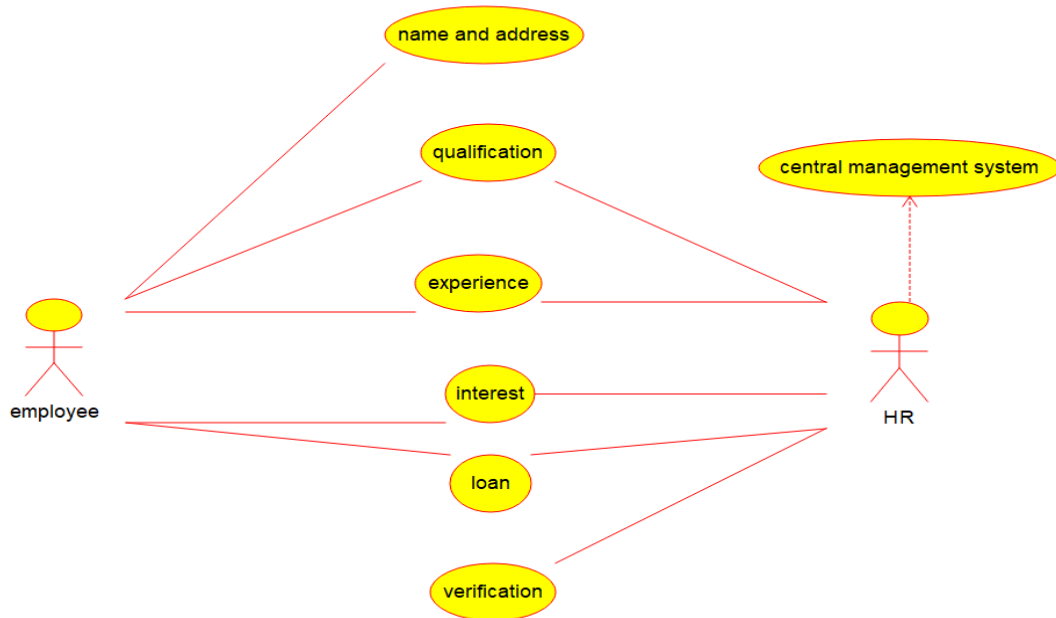 name and address
qualification
central management system
experience
interest
employee
HR
loan
verification